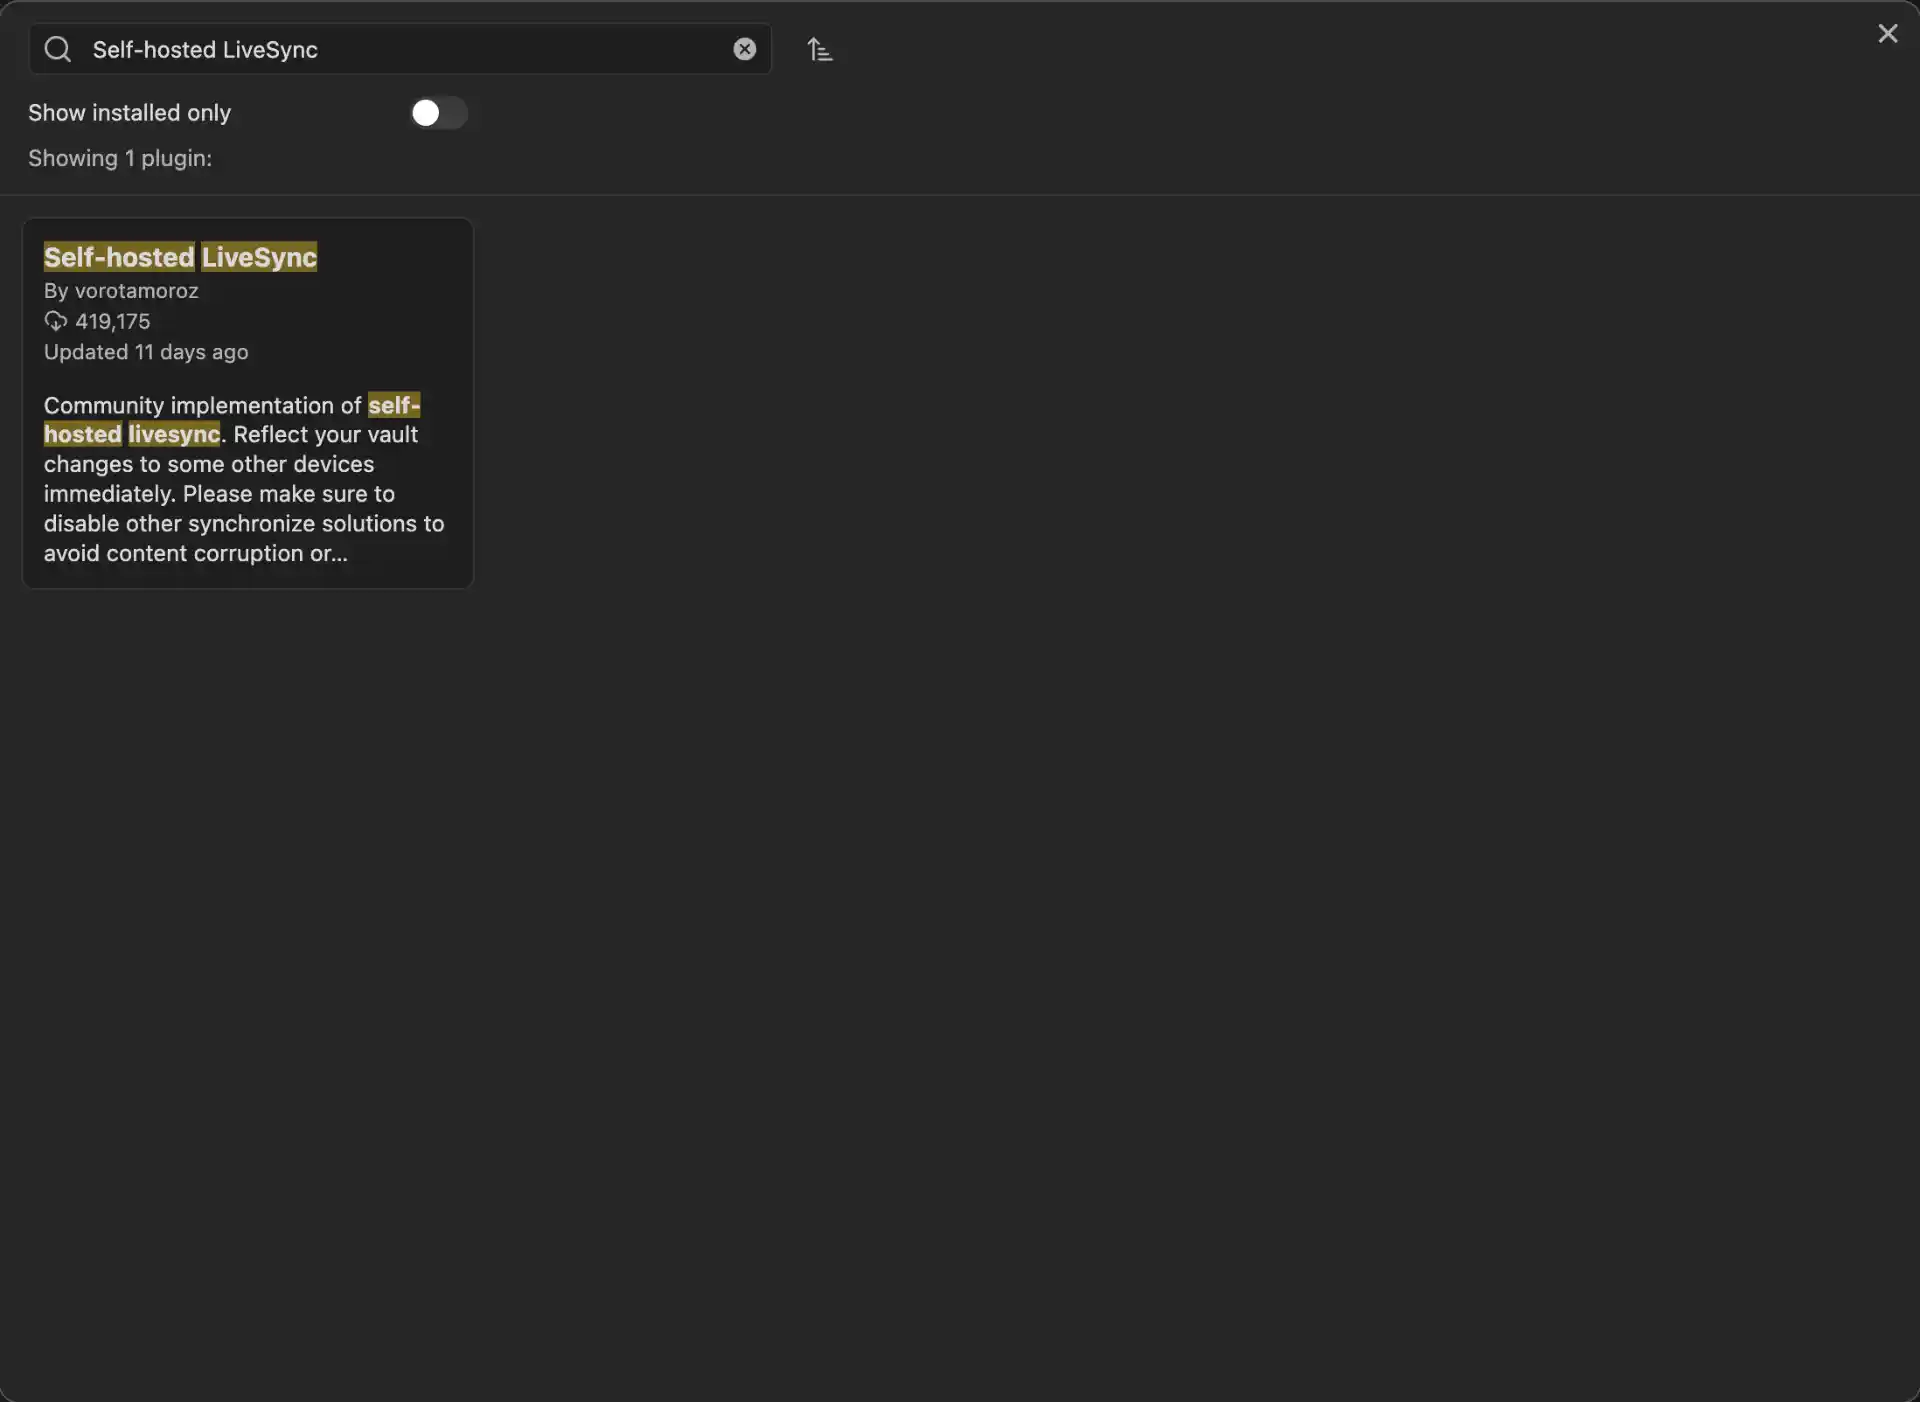 Self-hosted LiveSync
Show installed only
Showing 1 plugin:
Self-hosted LiveSync
By vorotamoroz
419,175
Updated 11 days ago
Community implementation of self-
hosted livesync. Reflect your vault
changes to some other devices
immediately. Please make sure to
disable other synchronize solutions to
avoid content corruption or...